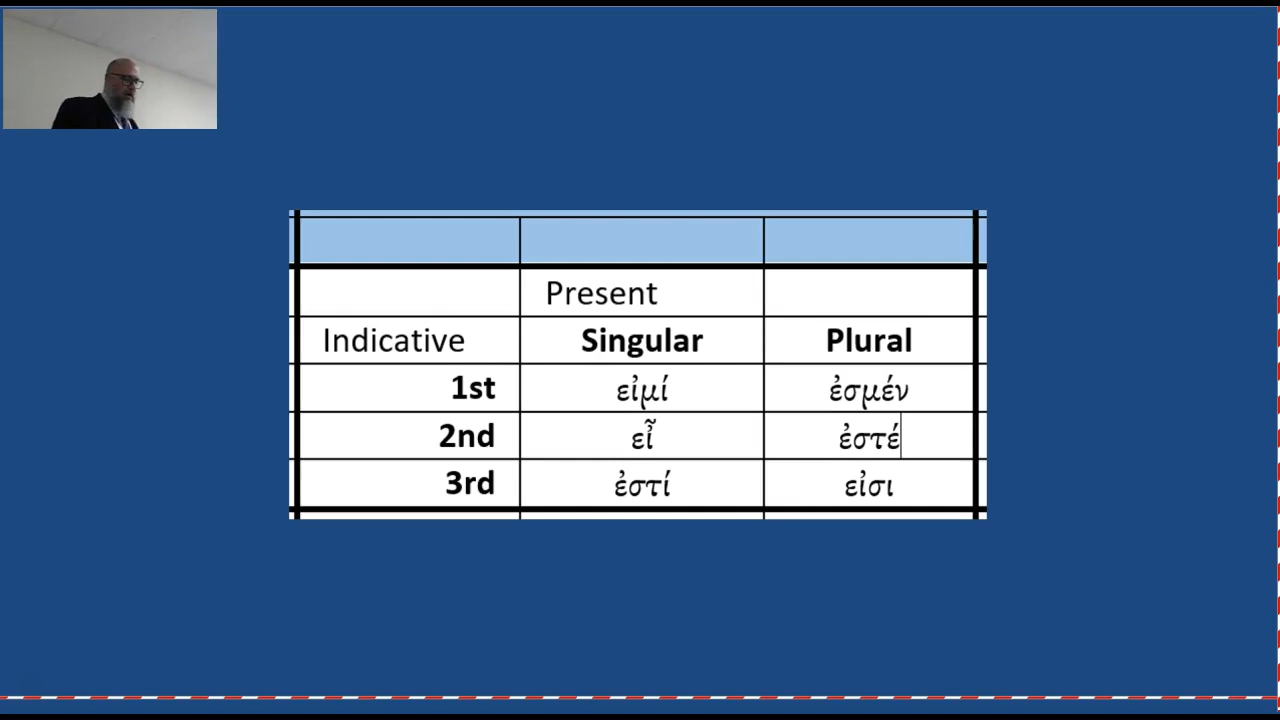 Present
Indicative Singular Plural
1st εἰμί ἐσμέν
2nd εἶ ἐστέ
3rd ἐστί εἰσι